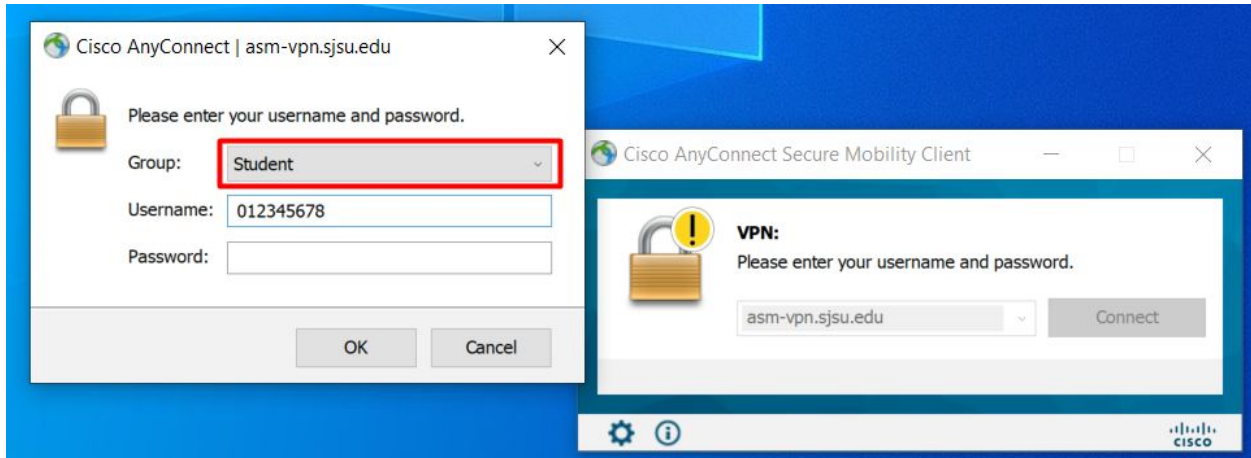 Cisco AnyConnect | asm-vpn.sjsu.edu
Please enter your username and password.
Group: Student
Username: 012345678
Password:
OK Cancel
Cisco AnyConnect Secure Mobility Client
VPN:
Please enter your username and password.
asm-vpn.sjsu.edu Connect
cisco